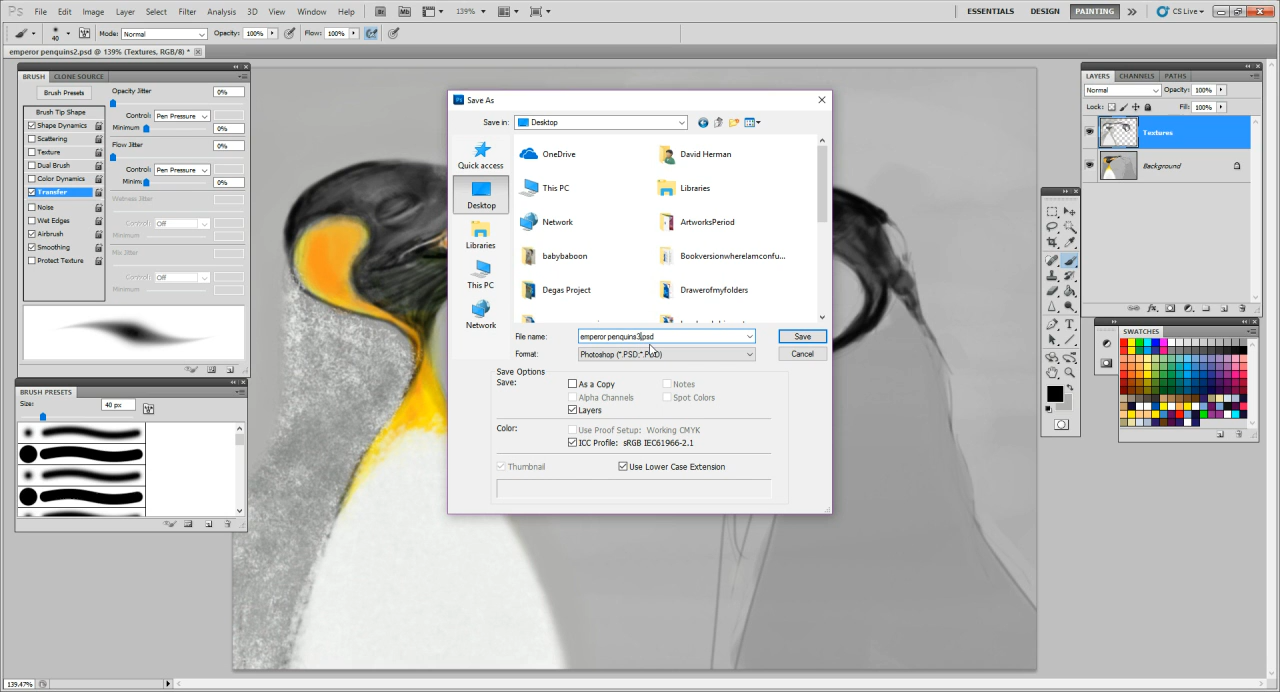 Ps File Edit Image Layer Select Filter Analysis 3D View Window Help Br Mb 139% ESSENTIALS DESIGN PAINTING CS Live
40 Mode: Normal Opacity: 100% Flow: 100%
emperor penquins2.psd @ 139% (Textures, RGB/8) *
BRUSH CLONE SOURCE
Brush Presets
Brush Tip Shape
Shape Dynamics
Scattering
Texture
Dual Brush
Color Dynamics
Transfer
Noise
Wet Edges
Airbrush
Smoothing
Protect Texture
Opacity Jitter 0%
Control: Pen Pressure
Minimum 0%
Flow Jitter 0%
Control: Pen Pressure
Minim 0%
Wetness Jitter
Control: Off
Minimum
Mix Jitter
Control: Off
Minimum
BRUSH PRESETS
Size: 40 px
Save As
Save in: Desktop
Quick access
Desktop
Libraries
This PC
Network
OneDrive David Herman
This PC Libraries
Network ArtworksPeriod
babybaboon BookversionwhereIamconfu...
Degas Project Drawerofmyfolders
File name: emperor penquins3.psd Save
Format: Photoshop (*.PSD;*.PDD) Cancel
Save Options
Save: As a Copy Notes
Alpha Channels Spot Colors
Layers
Color: Use Proof Setup: Working CMYK
ICC Profile: sRGB IEC61966-2.1
Thumbnail Use Lower Case Extension
LAYERS CHANNELS PATHS
Normal Opacity: 100%
Lock: Fill: 100%
Textures
Background
SWATCHES
139.47%